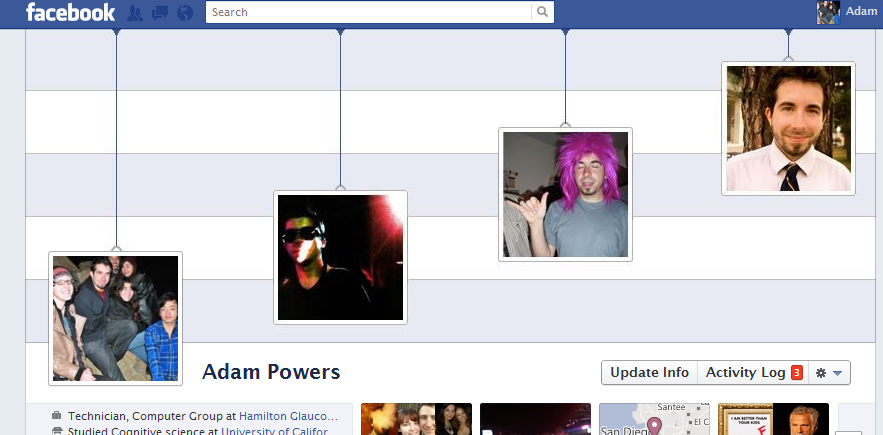 facebook
Search
Adam
Adam Powers
Update Info
Activity Log 3
Technician, Computer Group at Hamilton Glauco...
Studied Cognitive science at University of Califor
Santee
El C
San Diego
I AM BETTER THAN
YOUR KIDS
F